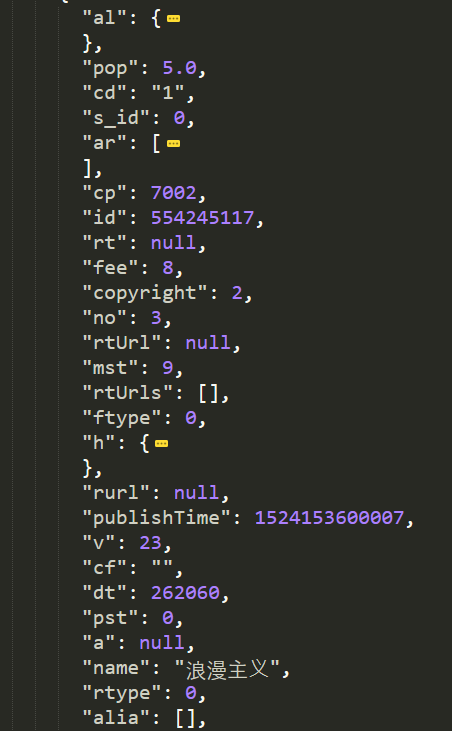 {
"al": {
},
"pop": 5.0,
"cd": "1",
"s_id": 0,
"ar": [
],
"cp": 7002,
"id": 554245117,
"rt": null,
"fee": 8,
"copyright": 2,
"no": 3,
"rtUrl": null,
"mst": 9,
"rtUrls": [],
"ftype": 0,
"h": {
},
"rurl": null,
"publishTime": 1524153600007,
"v": 23,
"cf": "",
"dt": 262060,
"pst": 0,
"a": null,
"name": "浪漫主义",
"rtype": 0,
"alia": [],